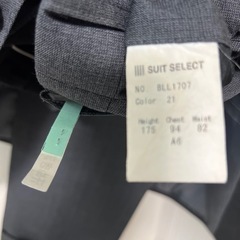 SUIT SELECT
NO. BLL1707
Color 21
Height Chest Waist
175 94 82
A6